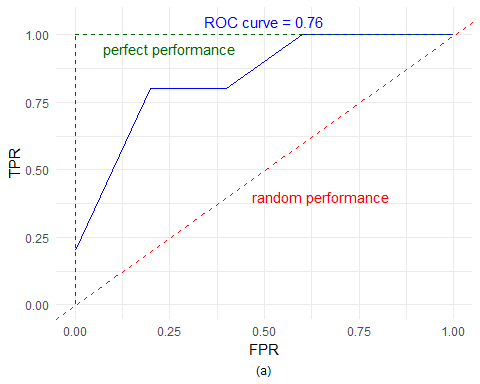 ROC curve = 0.76
1.00
perfect performance
0.75
TPR
0.50
random performance
0.25
0.00
0.00 0.25 0.50 0.75 1.00
FPR
(a)